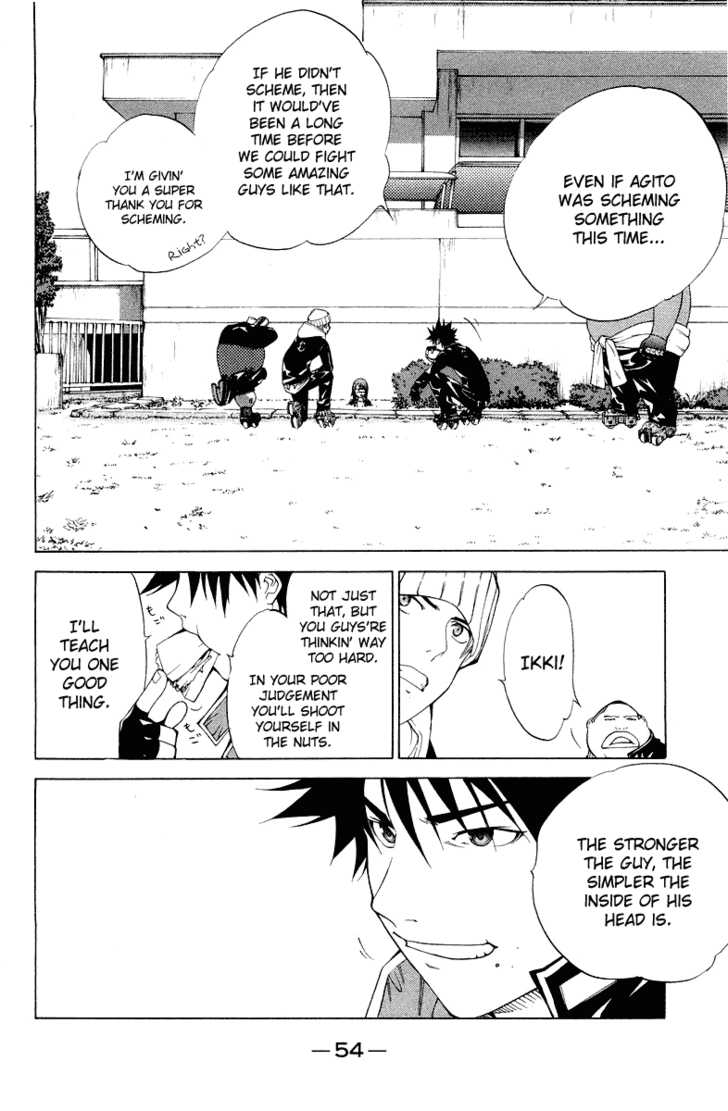 EVEN IF AGITO
WAS SCHEMING
SOMETHING
THIS TIME...
IF HE DIDN'T
SCHEME, THEN
IT WOULD'VE
BEEN A LONG
TIME BEFORE
WE COULD FIGHT
SOME AMAZING
GUYS LIKE THAT.
I'M GIVIN'
YOU A SUPER
THANK YOU FOR
SCHEMING.
Right?
IKKI!
NOT JUST
THAT, BUT
YOU GUYS'RE
THINKIN' WAY
TOO HARD.
IN YOUR POOR
JUDGEMENT
YOU'LL SHOOT
YOURSELF IN
THE NUTS.
もご
もご
I'LL
TEACH
YOU ONE
GOOD
THING.
THE STRONGER
THE GUY, THE
SIMPLER THE
INSIDE OF HIS
HEAD IS.
— 54 —